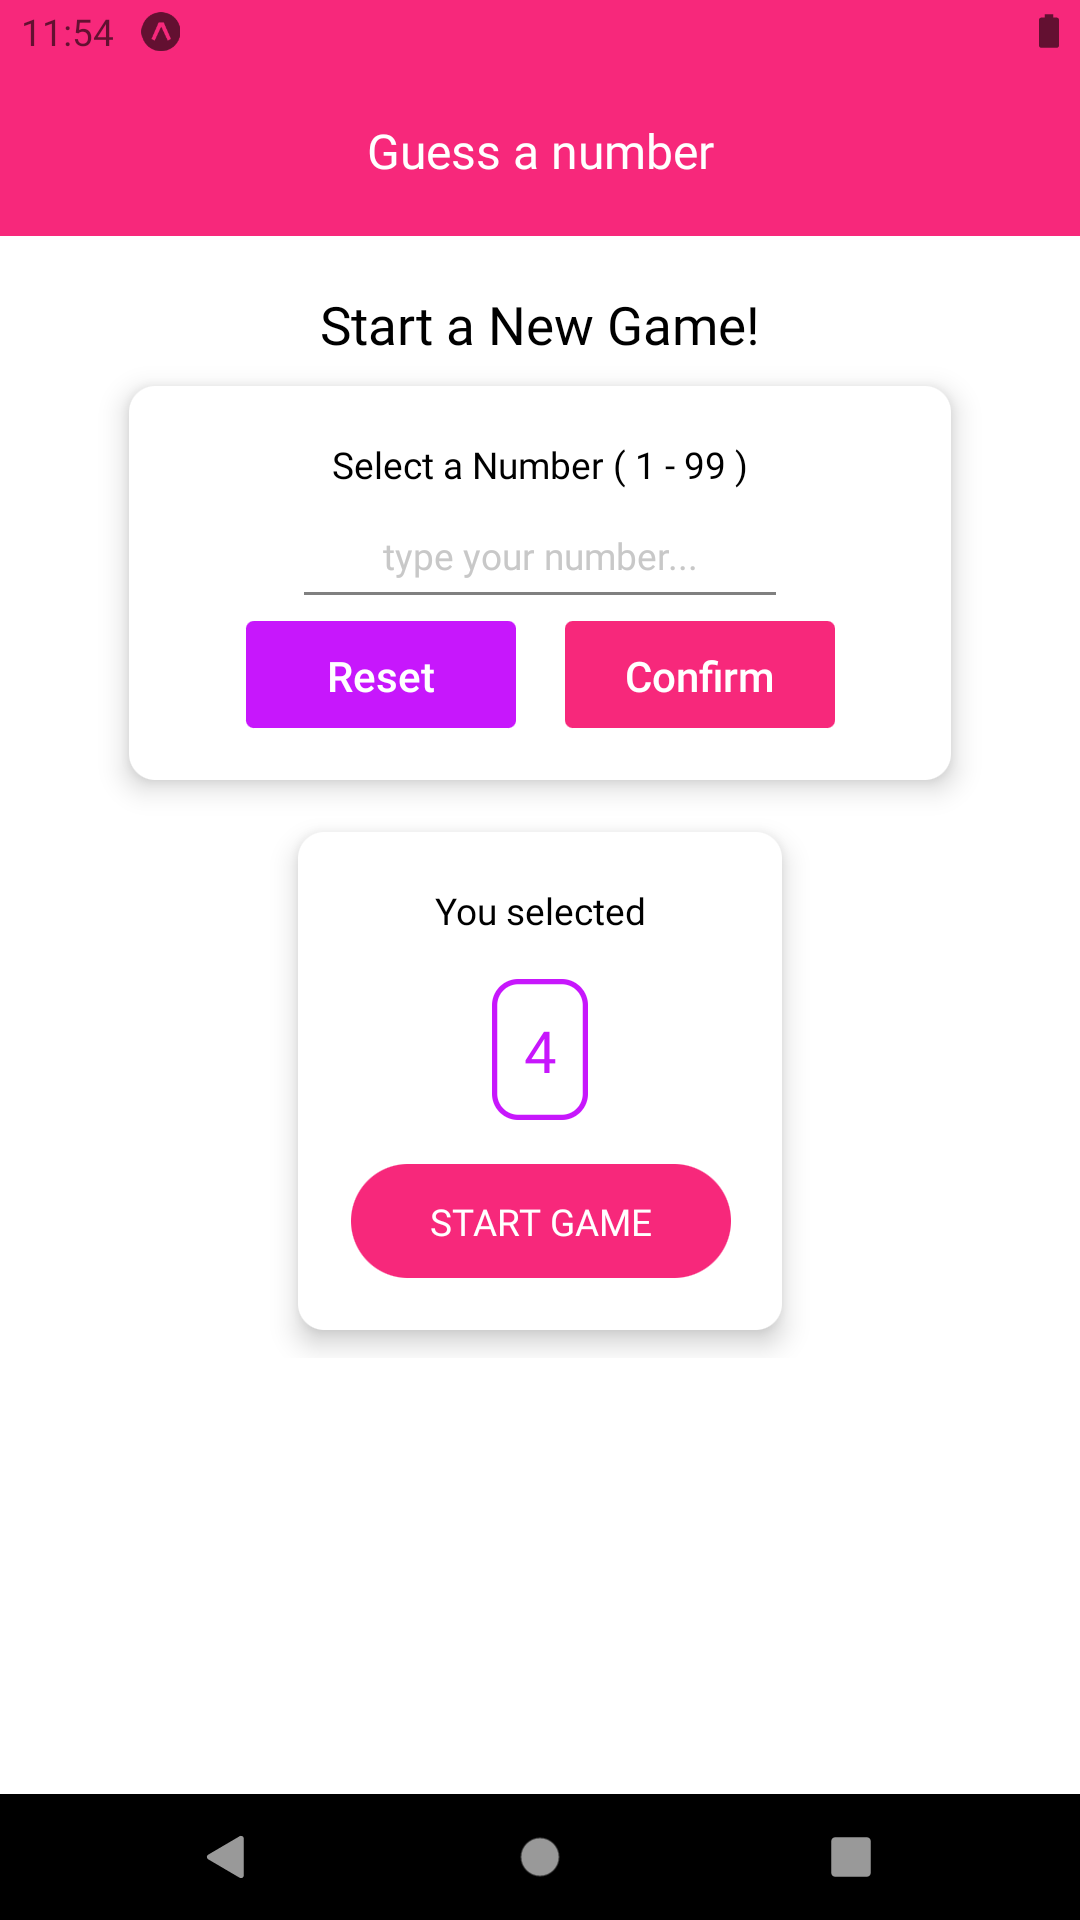 11:54
Guess a number
Start a New Game!
Select a Number ( 1 - 99 )
type your number...
Reset Confirm
You selected
4
START GAME